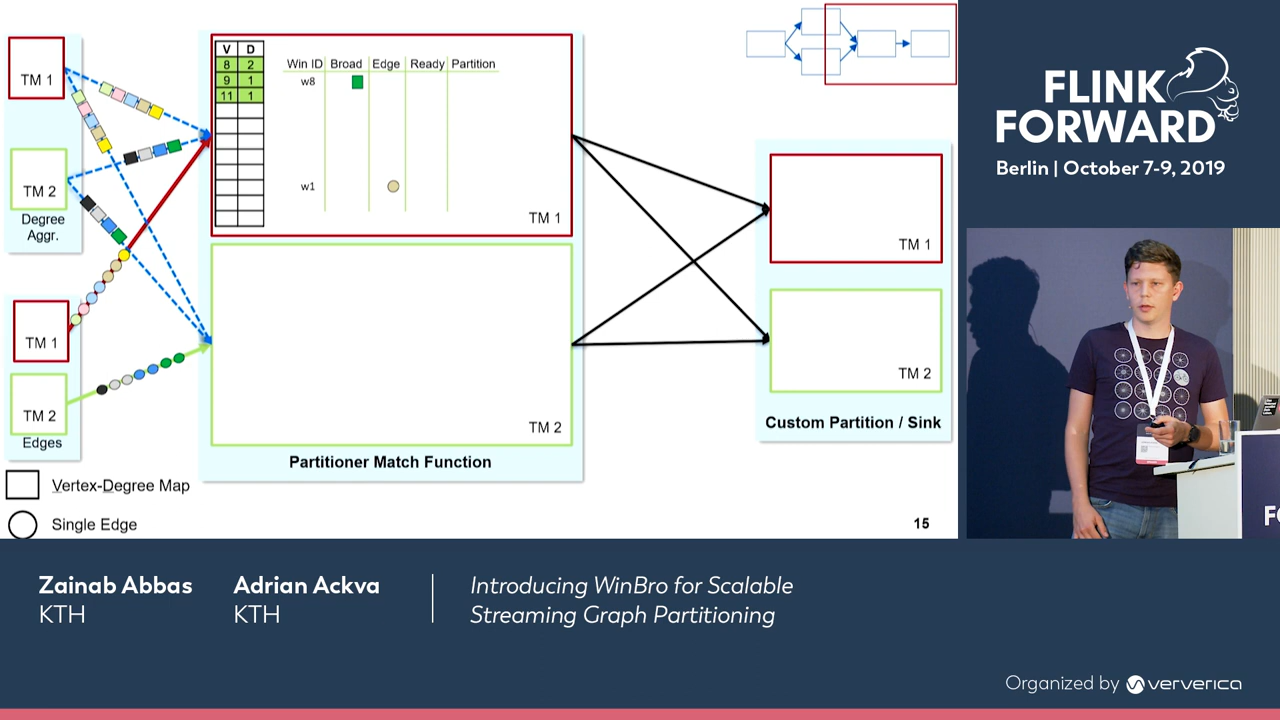 TM 1
TM 2
Degree
Aggr.
TM 1
TM 2
Edges
V D
8 2
9 1
11 1
Win ID Broad Edge Ready Partition
w8
w1
TM 1
TM 2
Partitioner Match Function
TM 1
TM 2
Custom Partition / Sink
Vertex-Degree Map
Single Edge
15
FLINK
FORWARD
Berlin | October 7-9, 2019
Zainab Abbas
KTH
Adrian Ackva
KTH
Introducing WinBro for Scalable
Streaming Graph Partitioning
Organized by ververica